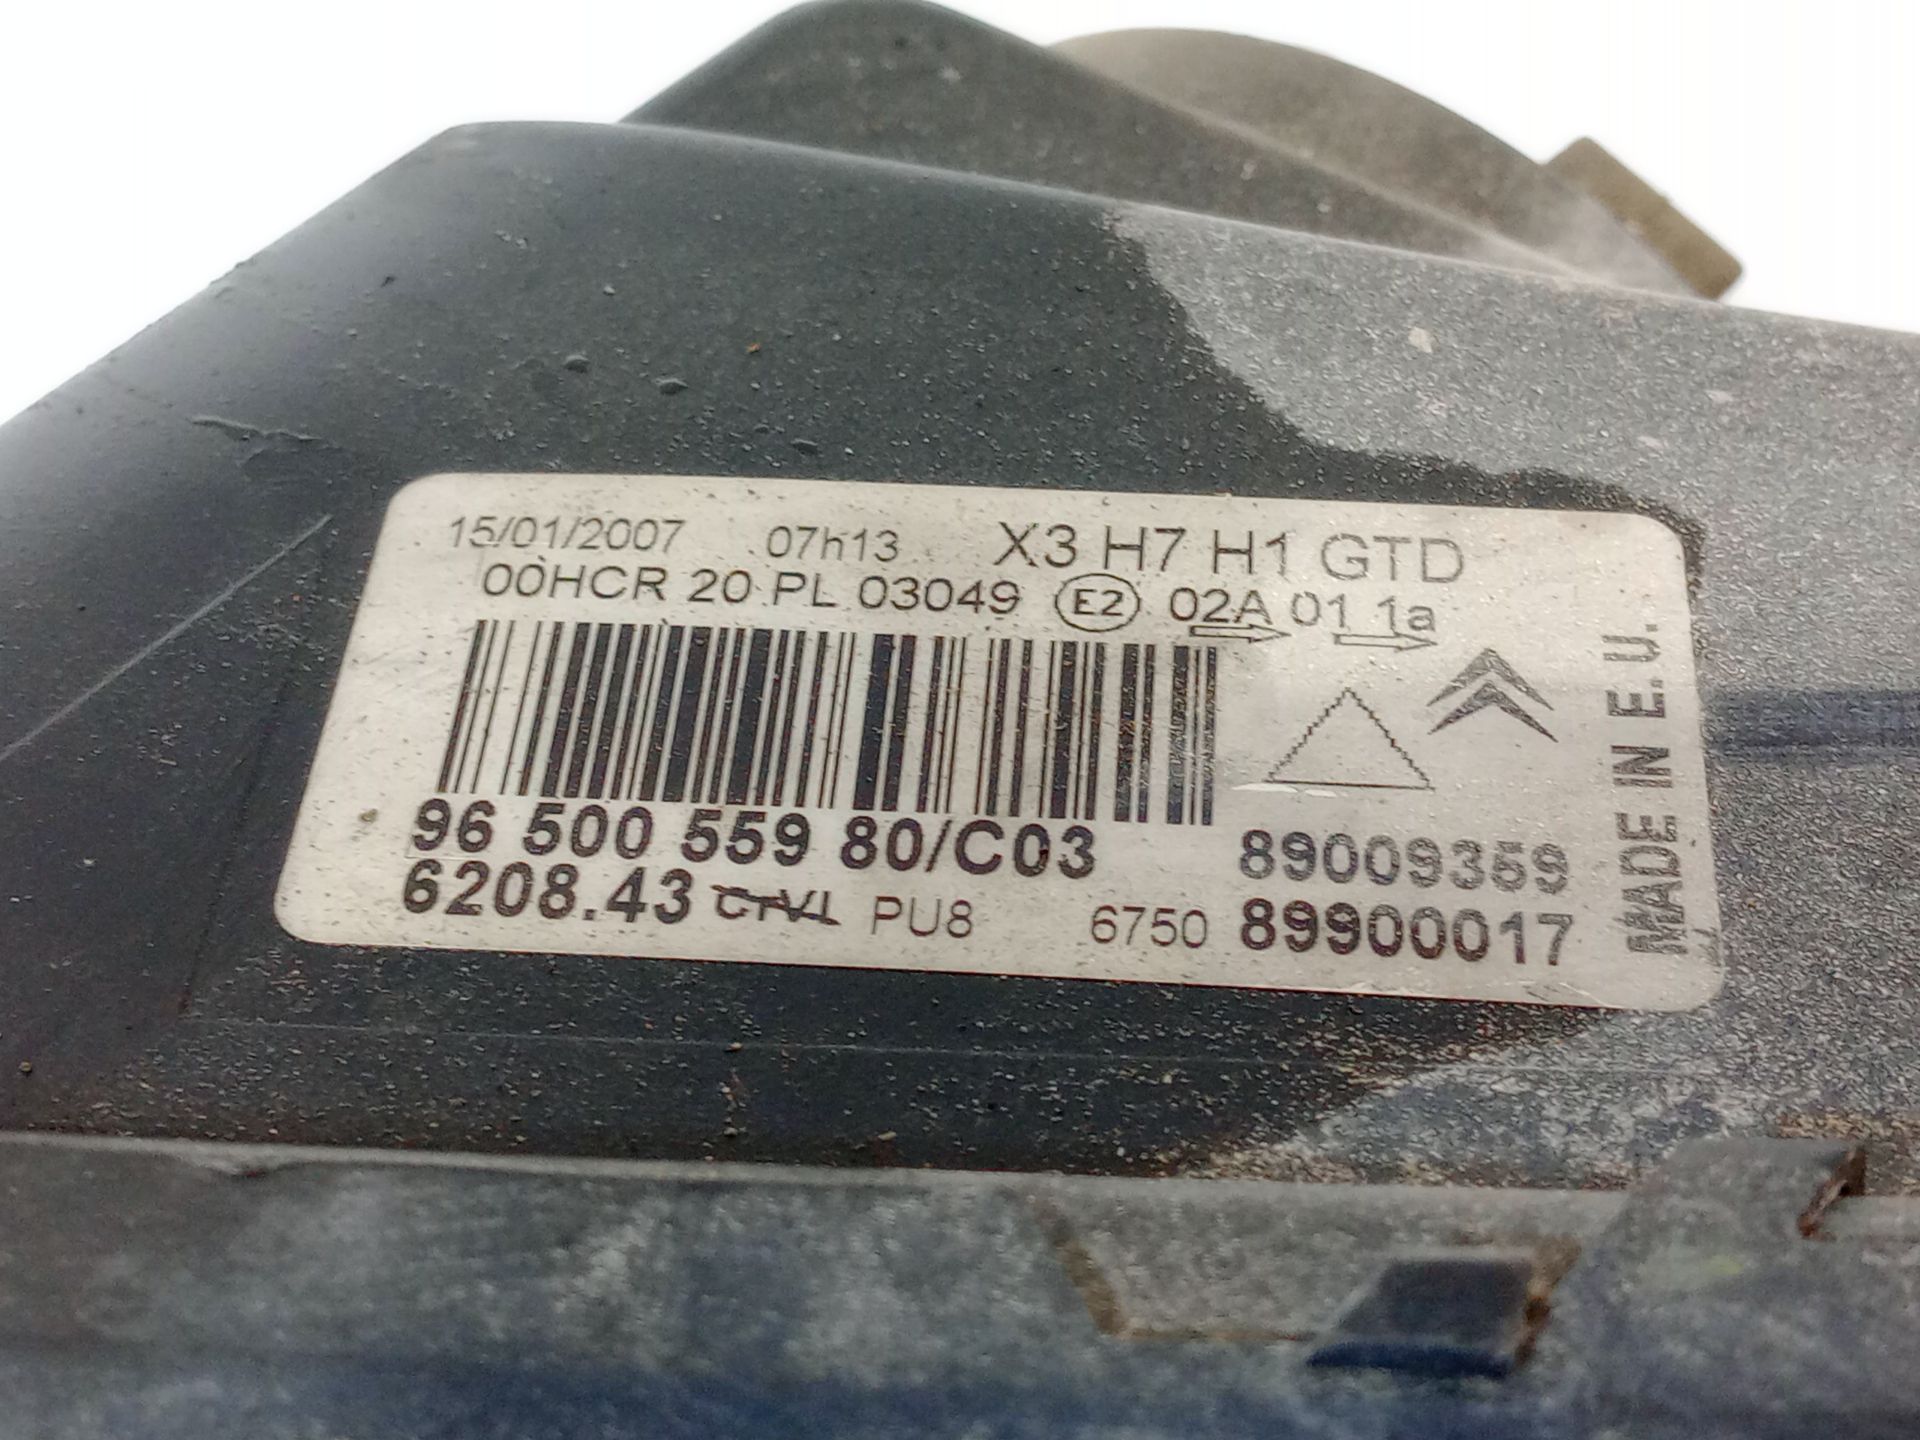 15/01/2007 07h13 X3 H7 H1 GTD
00HCR 20 PL 03049 E2 02A 01 1a
96 500 559 80/C03 89009359
6208.43 PU8 6750 89900017
MADE IN E.U.